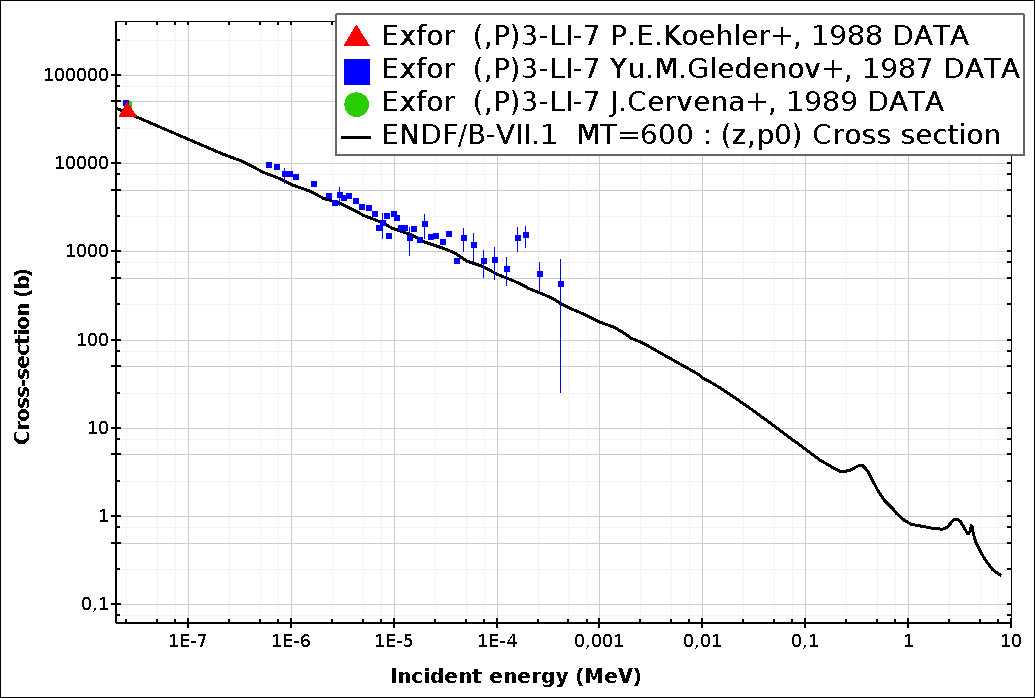 Exfor (,P)3-LI-7 P.E.Koehler+, 1988 DATA
Exfor (,P)3-LI-7 Yu.M.Gledenov+, 1987 DATA
Exfor (,P)3-LI-7 J.Cervena+, 1989 DATA
ENDF/B-VII.1 MT=600 : (z,p0) Cross section
Cross-section (b)
100000
10000
1000
100
10
1
0,1
1E-7 1E-6 1E-5 1E-4 0,001 0,01 0,1 1 10
Incident energy (MeV)